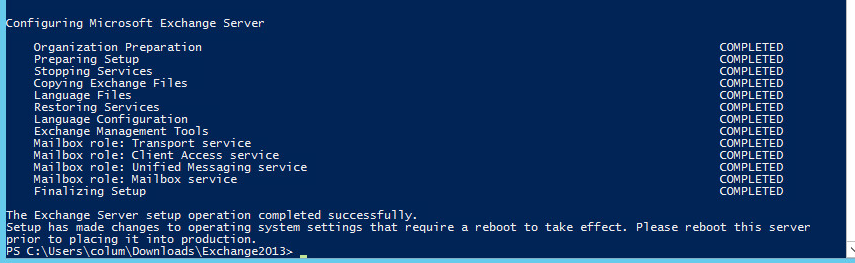 Configuring Microsoft Exchange Server
Organization Preparation COMPLETED
Preparing Setup COMPLETED
Stopping Services COMPLETED
Copying Exchange Files COMPLETED
Language Files COMPLETED
Restoring Services COMPLETED
Language Configuration COMPLETED
Exchange Management Tools COMPLETED
Mailbox role: Transport service COMPLETED
Mailbox role: Client Access service COMPLETED
Mailbox role: Unified Messaging service COMPLETED
Mailbox role: Mailbox service COMPLETED
Finalizing Setup COMPLETED
The Exchange Server setup operation completed successfully.
Setup has made changes to operating system settings that require a reboot to take effect. Please reboot this server
prior to placing it into production.
PS C:\Users\colum\Downloads\Exchange2013>